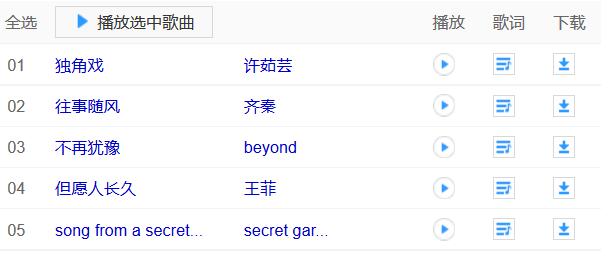 全选 播放选中歌曲 播放 歌词 下载
01 独角戏 许茹芸
02 往事随风 齐秦
03 不再犹豫 beyond
04 但愿人长久 王菲
05 song from a secret... secret gar...